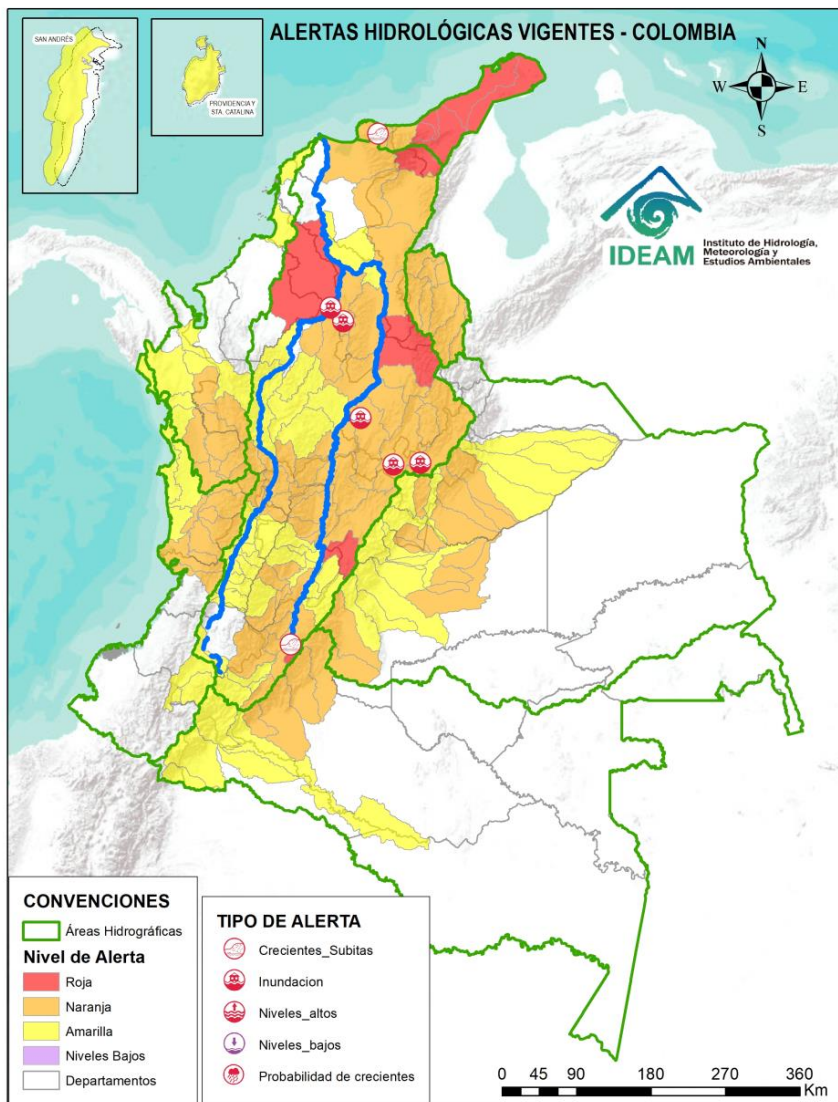 ALERTAS HIDROLÓGICAS VIGENTES - COLOMBIA
SAN ANDRÉS
PROVIDENCIA Y
STA. CATALINA
N
W
E
S
IDEAM
Instituto de Hidrología,
Meteorología y
Estudios Ambientales
CONVENCIONES
Áreas Hidrográficas
Nivel de Alerta
Roja
Naranja
Amarilla
Niveles Bajos
Departamentos
TIPO DE ALERTA
Crecientes_Subitas
Inundacion
Niveles_altos
Niveles_bajos
Probabilidad de crecientes
0 45 90 180 270 360
Km